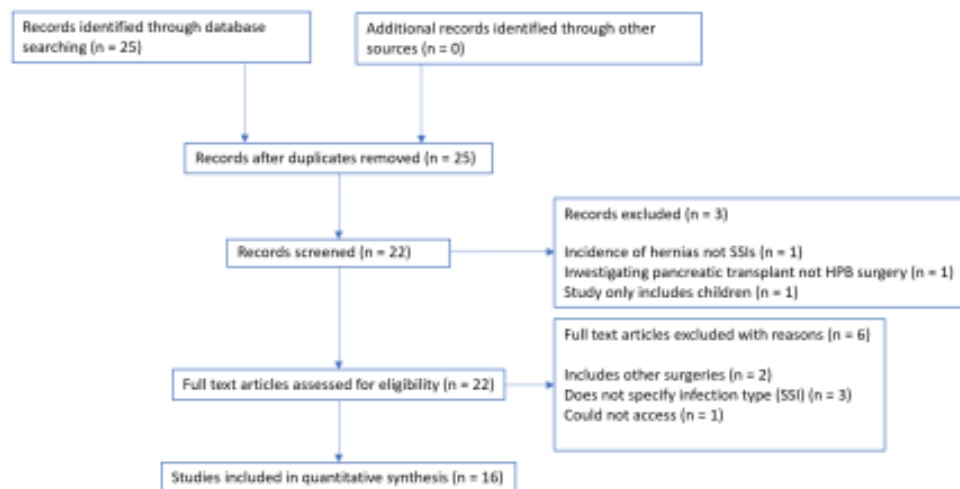 Records identified through database
searching (n = 25)
Additional records identified through other
sources (n = 0)
Records after duplicates removed (n = 25)
Records screened (n = 22)
Records excluded (n = 3)
Incidence of hernias not SSIs (n = 1)
Investigating pancreatic transplant not HPB surgery (n = 1)
Study only includes children (n = 1)
Full text articles assessed for eligibility (n = 22)
Full text articles excluded with reasons (n = 6)
Includes other surgeries (n = 2)
Does not specify infection type (SSI) (n = 3)
Could not access (n = 1)
Studies included in quantitative synthesis (n = 16)